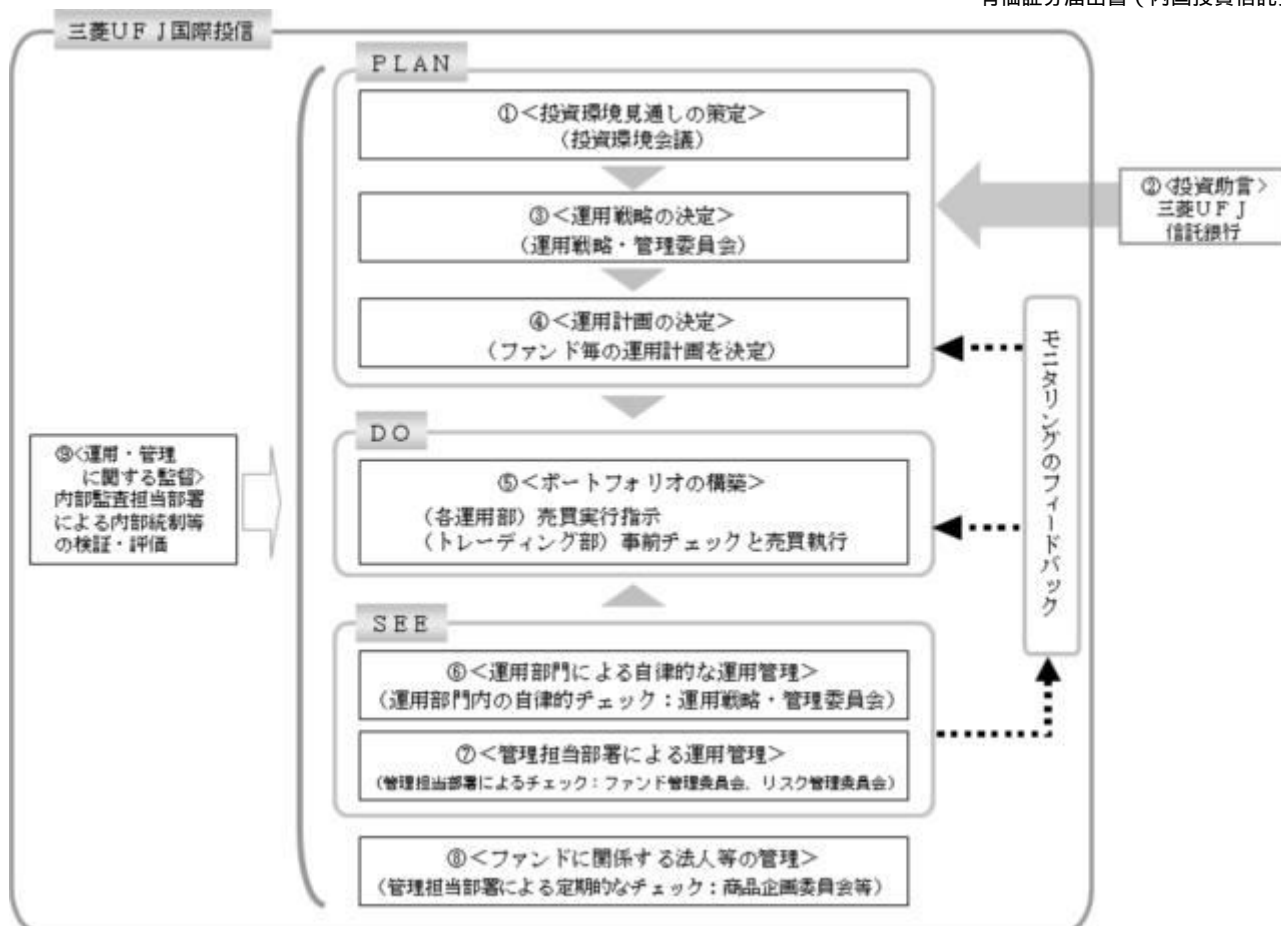 三菱ＵＦＪ国際投信
ＰＬＡＮ
①＜投資環境見通しの策定＞
（投資環境会議）
②＜投資助言＞
三菱ＵＦＪ
信託銀行
③＜運用戦略の決定＞
（運用戦略・管理委員会）
④＜運用計画の決定＞
（ファンド毎の運用計画を決定）
モニタリングのフィードバック
ＤＯ
⑤＜ポートフォリオの構築＞
（各運用部）売買実行指示
（トレーディング部）事前チェックと売買執行
⑨＜運用・管理
に関する監督＞
内部監査担当部署
による内部統制等
の検証・評価
ＳＥＥ
⑥＜運用部門による自律的な運用管理＞
（運用部門内の自律的チェック：運用戦略・管理委員会）
⑦＜管理担当部署による運用管理＞
（管理担当部署によるチェック：ファンド管理委員会、リスク管理委員会）
⑧＜ファンドに関係する法人等の管理＞
（管理担当部署による定期的なチェック：商品企画委員会等）